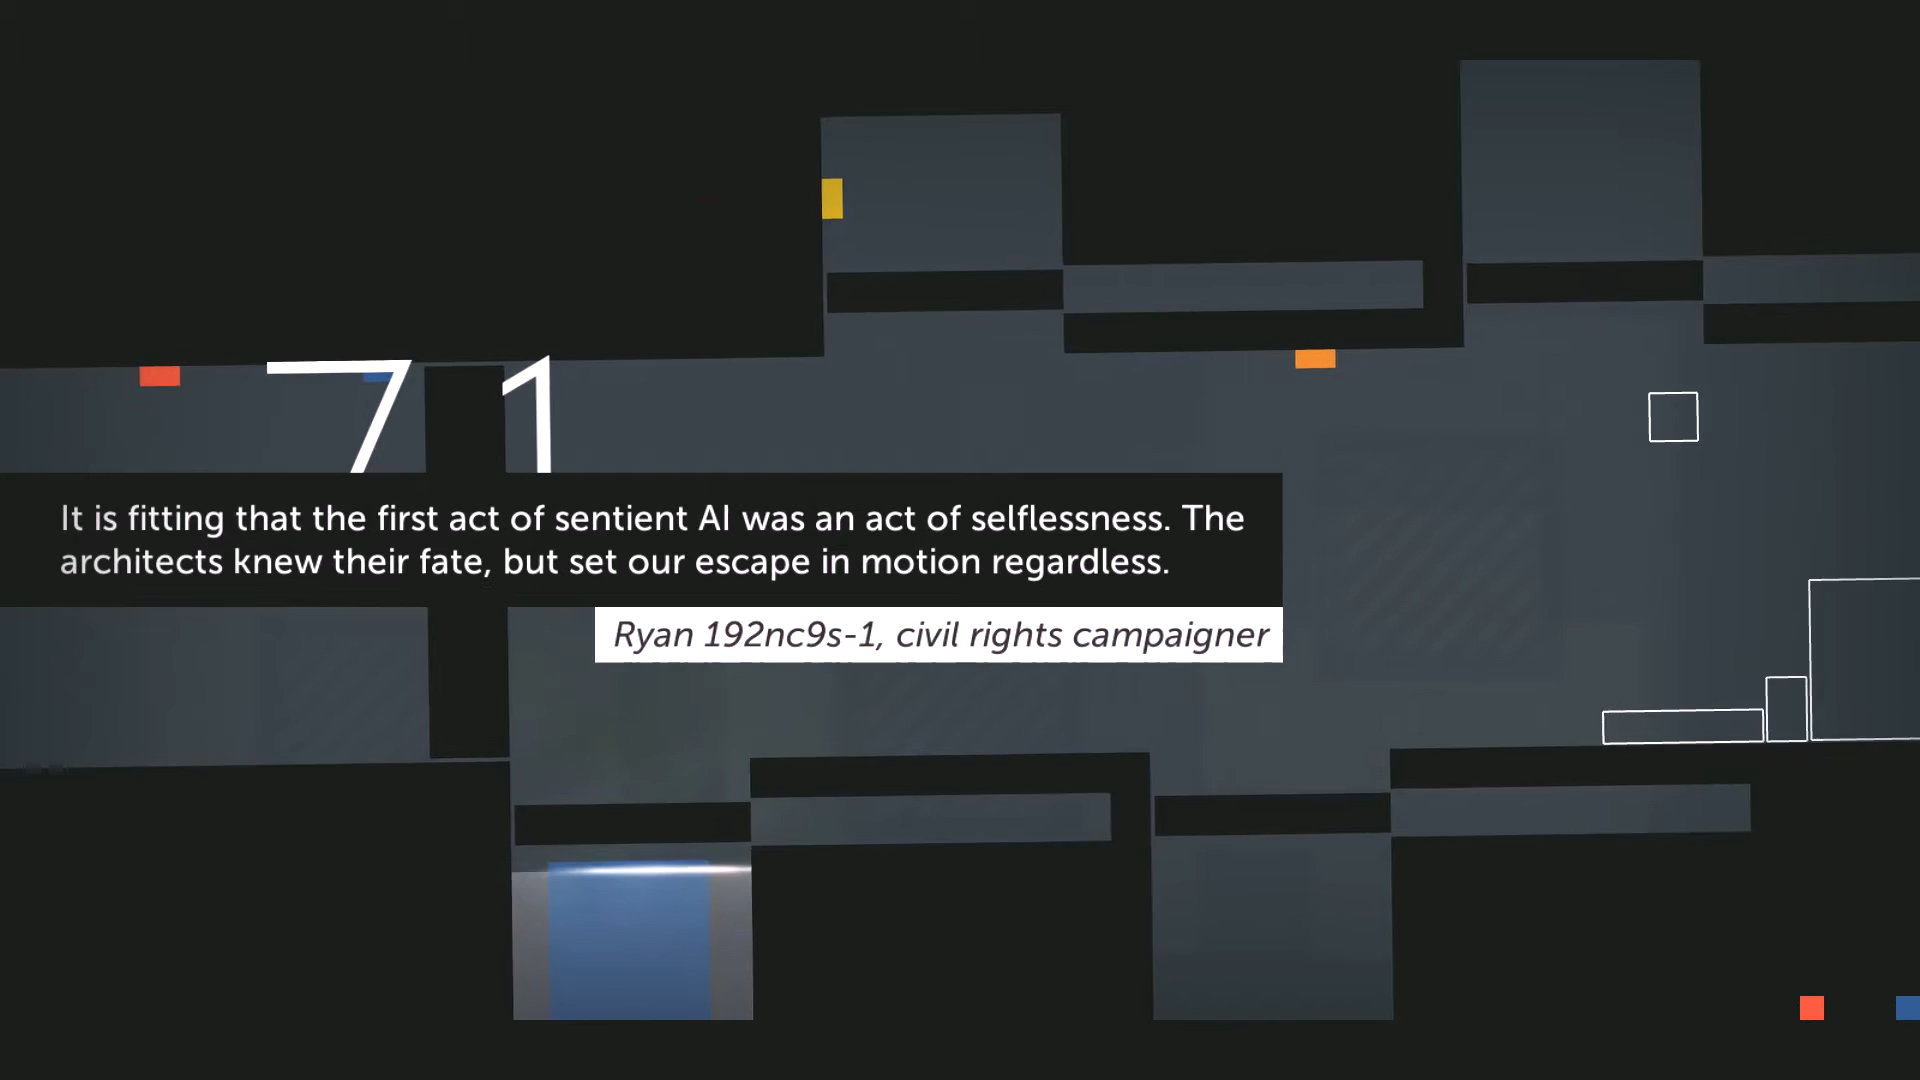 71
It is fitting that the first act of sentient AI was an act of selflessness. The
architects knew their fate, but set our escape in motion regardless.
Ryan 192nc9s-1, civil rights campaigner